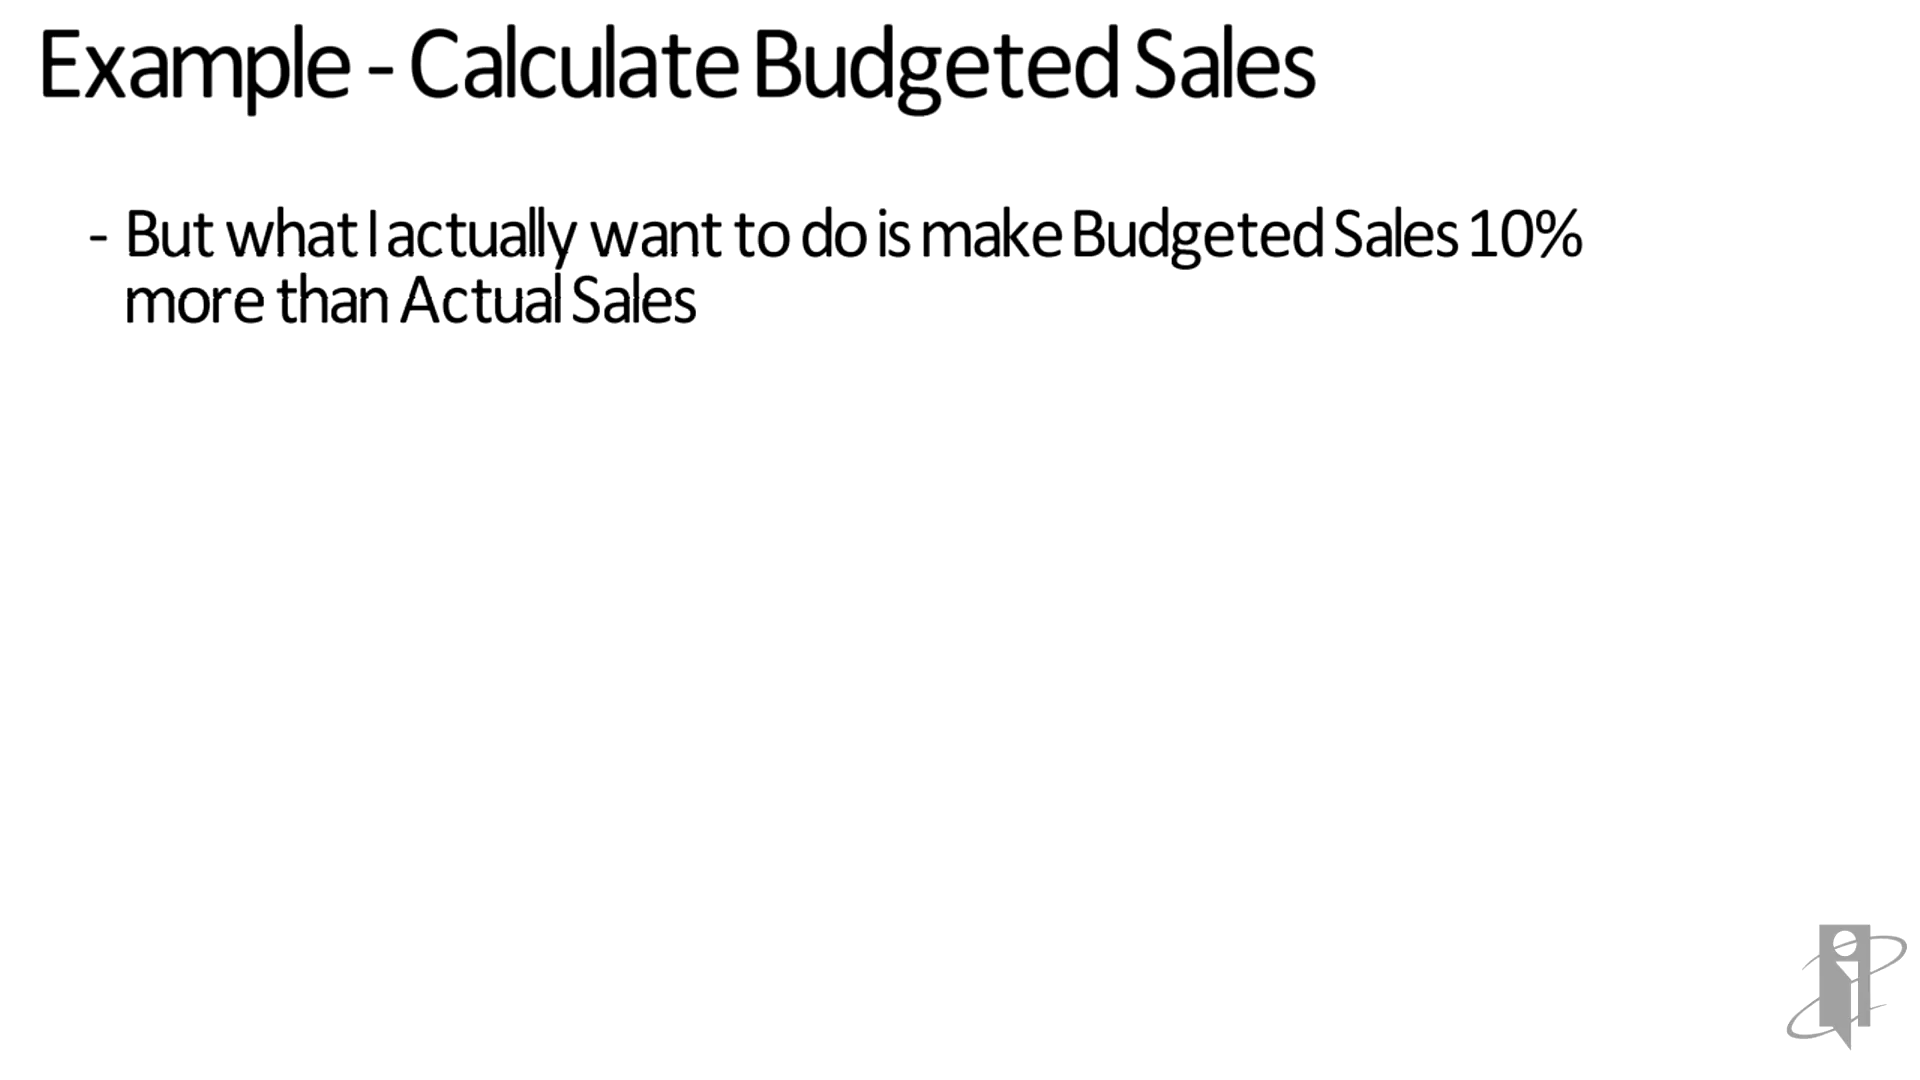 Example - Calculate Budgeted Sales
- But what I actually want to do is make Budgeted Sales 10%
more than Actual Sales